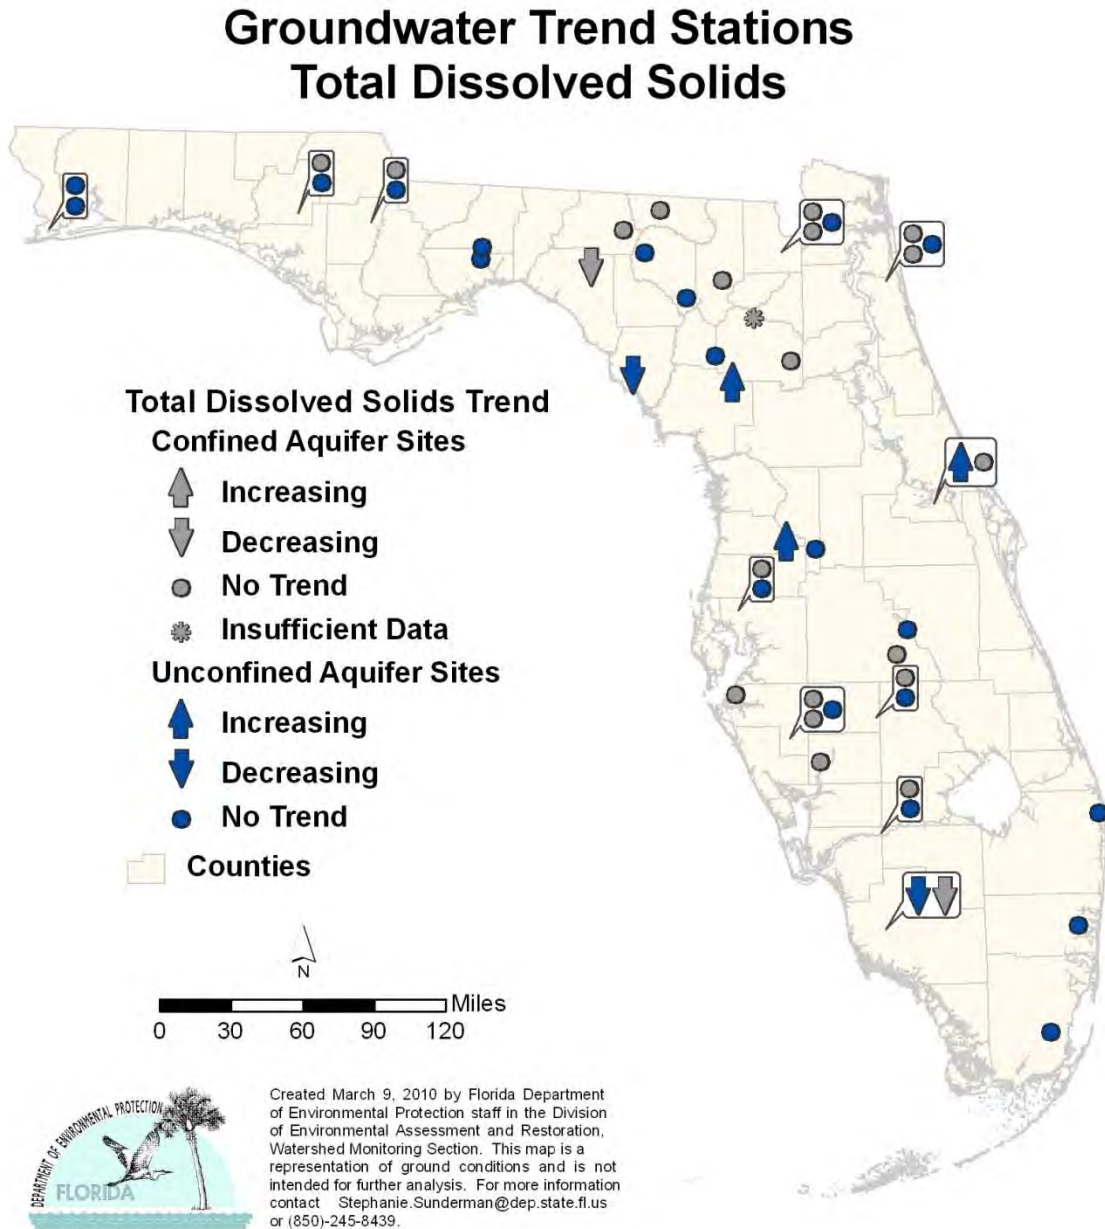 Groundwater Trend Stations
Total Dissolved Solids
Total Dissolved Solids Trend
Confined Aquifer Sites
Increasing
Decreasing
No Trend
Insufficient Data
Unconfined Aquifer Sites
Increasing
Decreasing
No Trend
Counties
N
Miles
0 30 60 90 120
DEPARTMENT OF ENVIRONMENTAL PROTECTION
FLORIDA
Created March 9, 2010 by Florida Department
of Environmental Protection staff in the Division
of Environmental Assessment and Restoration,
Watershed Monitoring Section. This map is a
representation of ground conditions and is not
intended for further analysis. For more information
contact Stephanie.Sunderman@dep.state.fl.us
or (850)-245-8439.